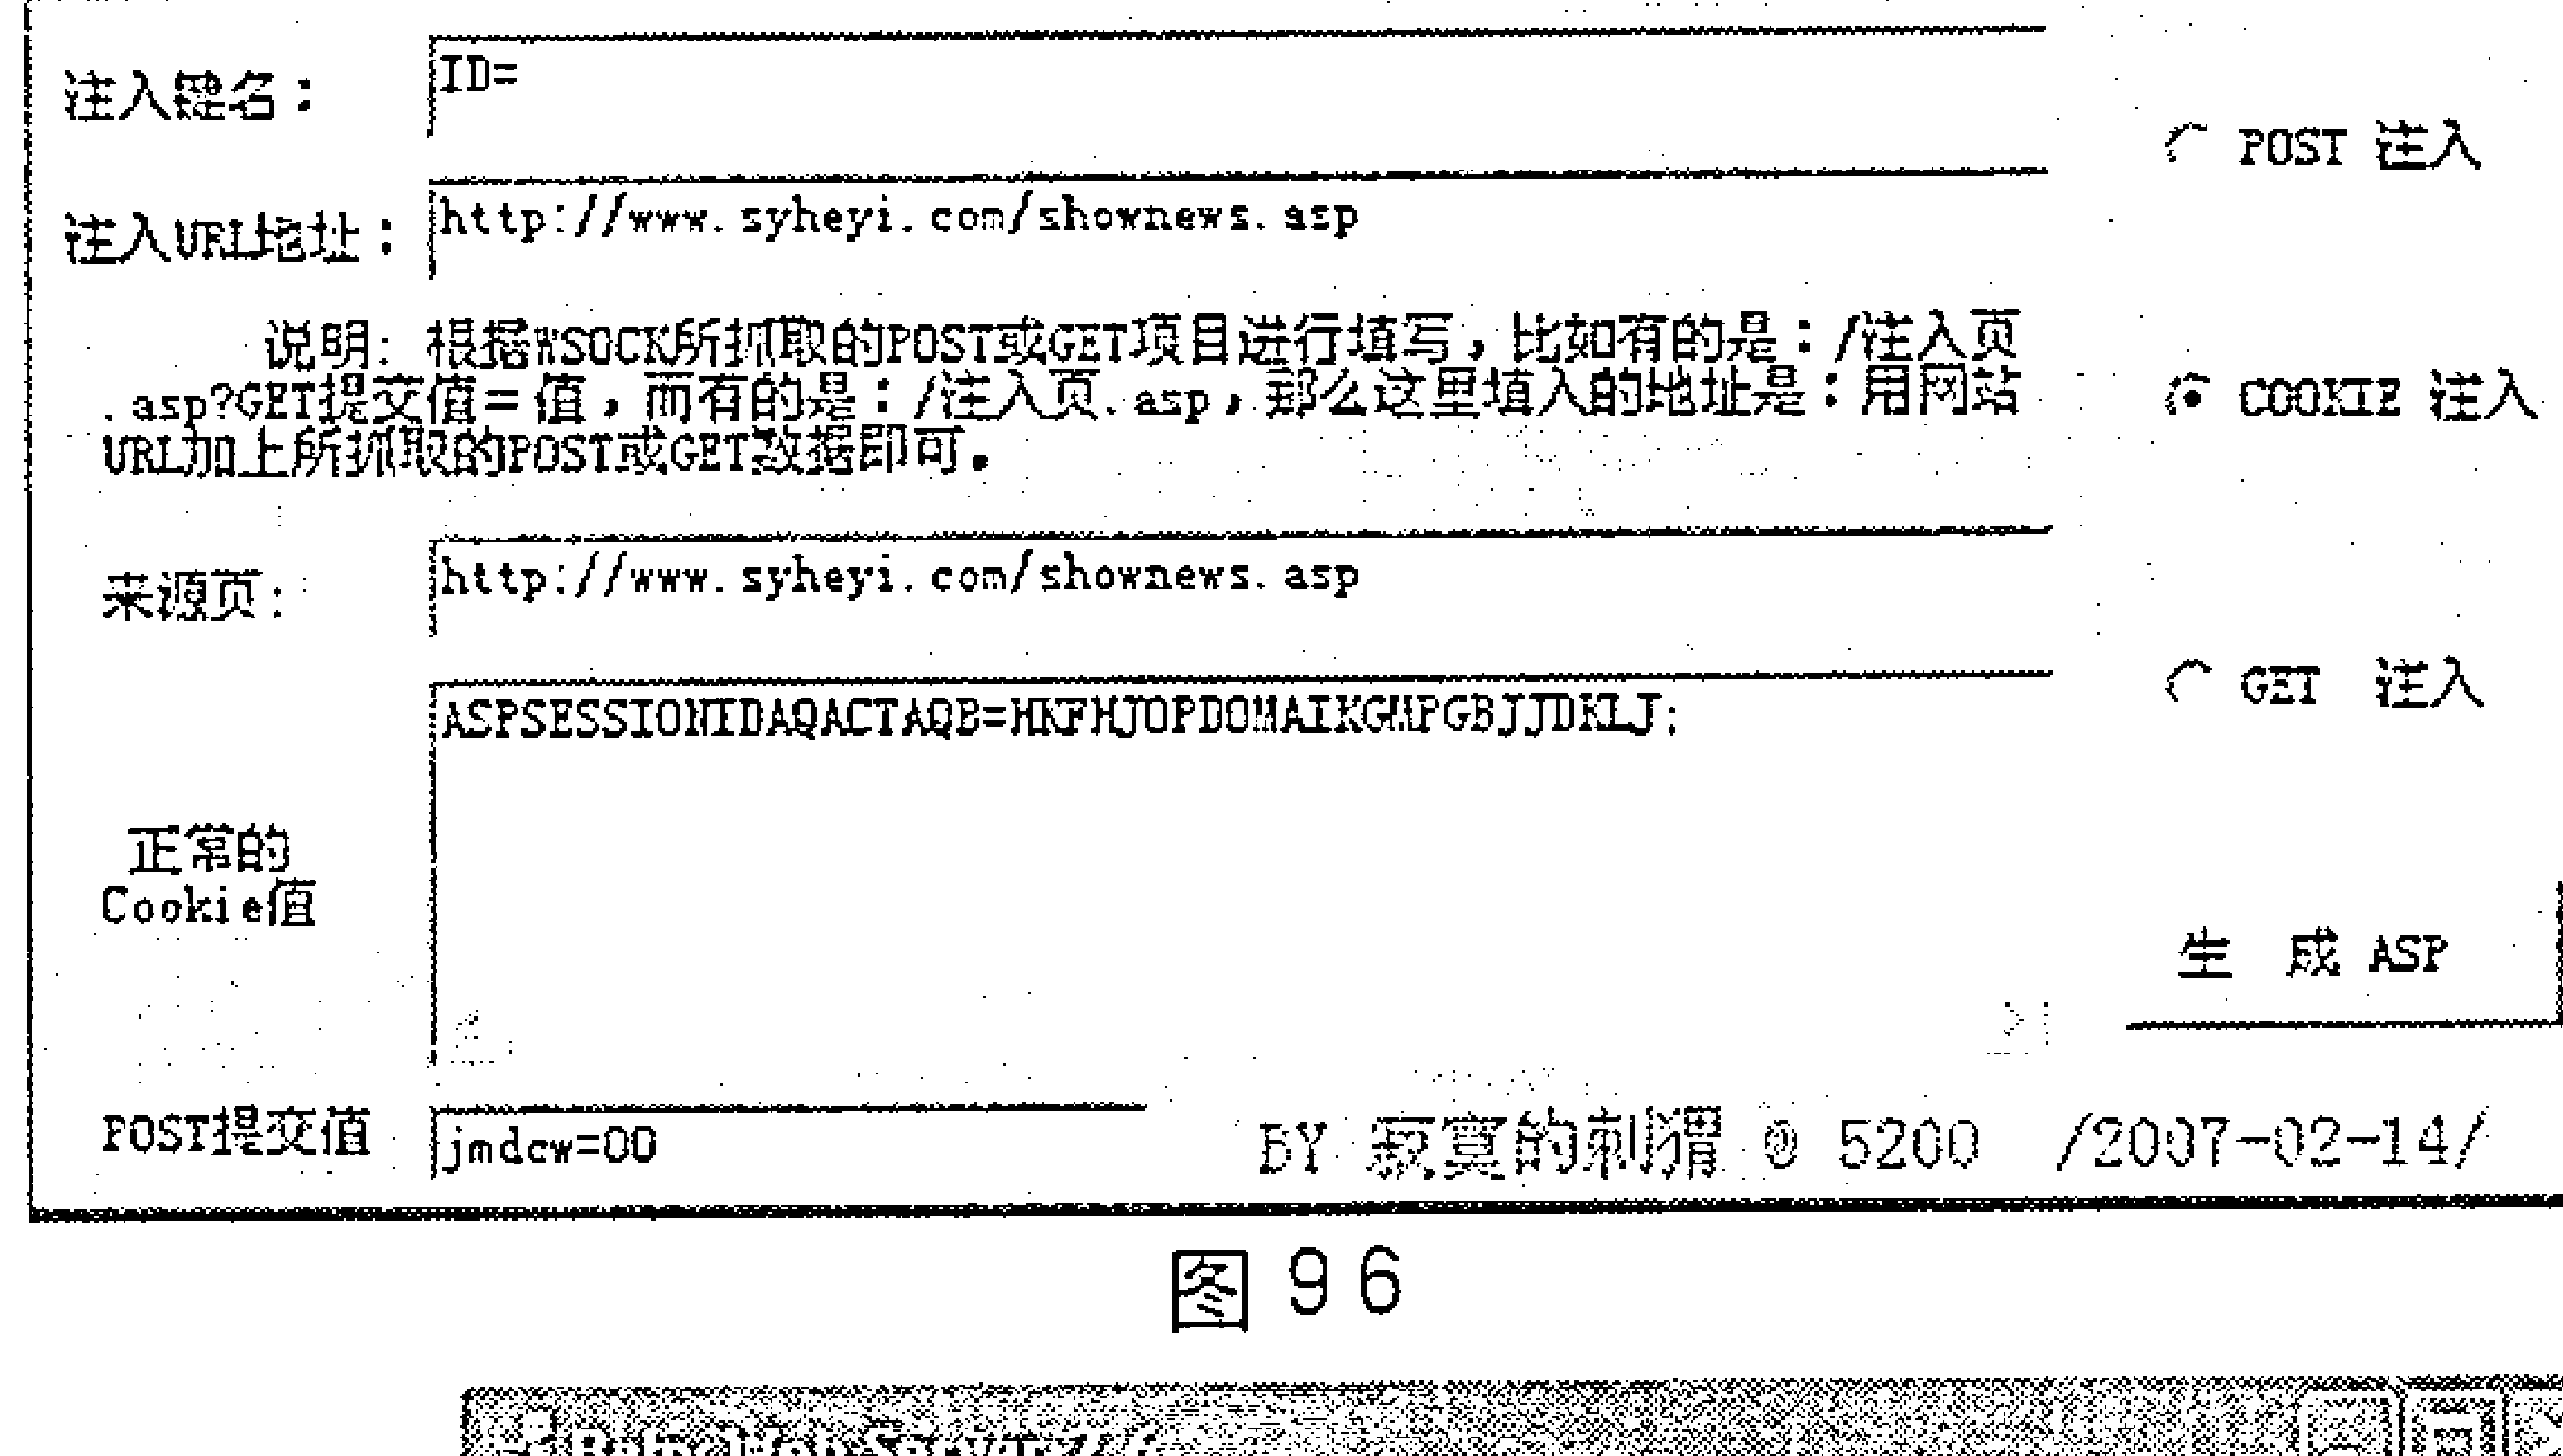 注入键名：
ID=
POST 注入
注入URL地址：
http://www.syheyi.com/shownews.asp
说明: 根据WSOCK所抓取的POST或GET项目进行填写，比如有的是：/注入页
.asp?GET提交值＝值，而有的是：/注入页.asp，那么这里填入的地址是：用网站
URL加上所抓取的POST或GET数据即可。
COOKIE 注入
来源页:
http://www.syheyi.com/shownews.asp
GET 注入
正常的
Cookie值
ASPSESSIONIDAQACTAQB=HKFHJOPDOMAIKGMPGBJJDKLJ;
生 成 ASP
POST提交值
jmdcw=OO
BY 寂寞的刺猬 @ 5200 /2007-02-14/
图 96